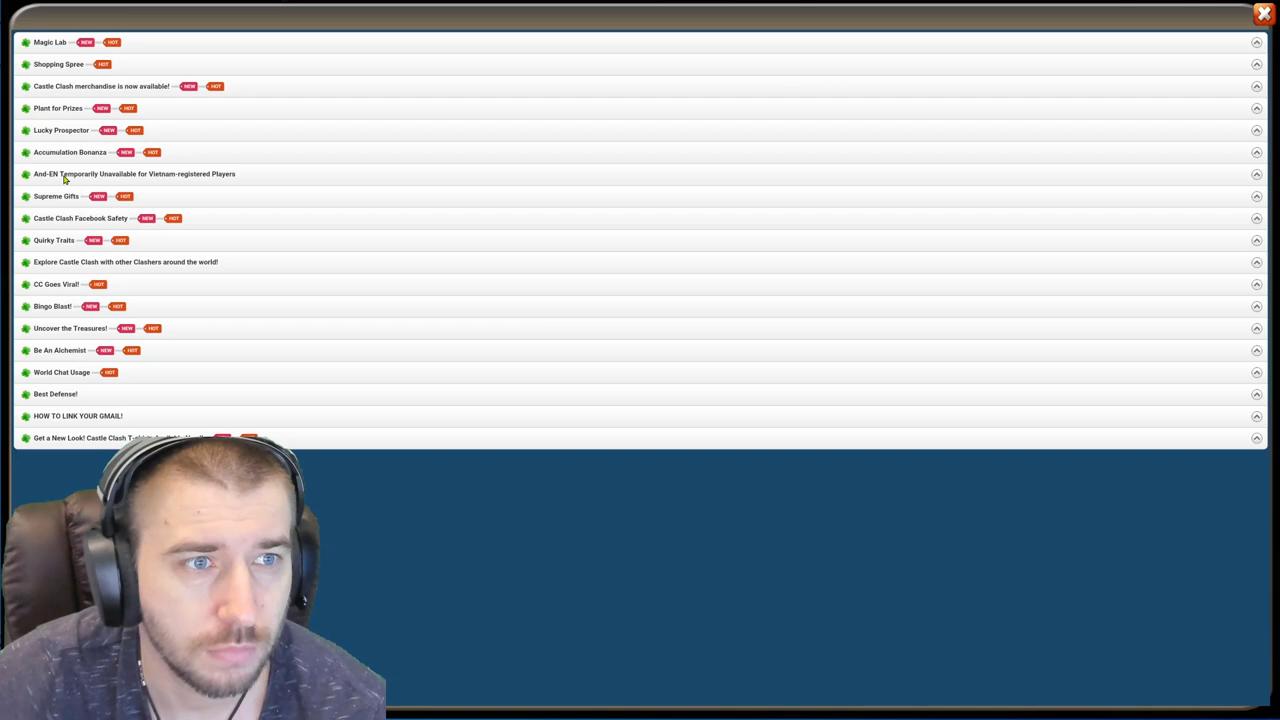 Magic Lab NEW HOT
Shopping Spree HOT
Castle Clash merchandise is now available! NEW HOT
Plant for Prizes NEW HOT
Lucky Prospector NEW HOT
Accumulation Bonanza NEW HOT
And-EN Temporarily Unavailable for Vietnam-registered Players
Supreme Gifts NEW HOT
Castle Clash Facebook Safety NEW HOT
Quirky Traits NEW HOT
Explore Castle Clash with other Clashers around the world!
CC Goes Viral! HOT
Bingo Blast! NEW HOT
Uncover the Treasures! NEW HOT
Be An Alchemist NEW HOT
World Chat Usage HOT
Best Defense!
HOW TO LINK YOUR GMAIL!
Get a New Look! Castle Clash